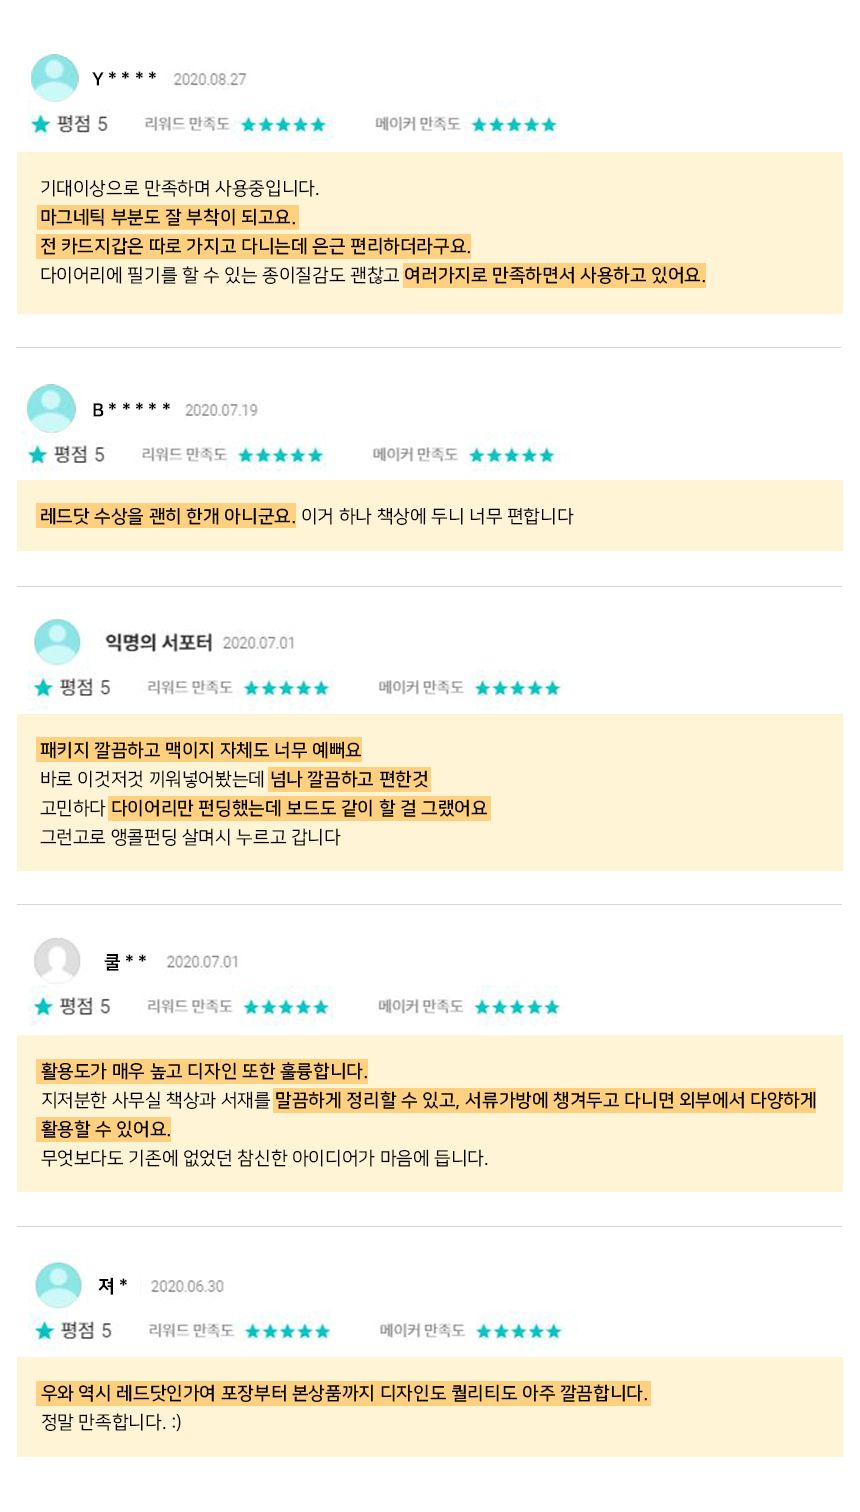 Y * * * * 2020.08.27
★ 평점 5 리워드 만족도 ★★★★★ 메이커 만족도 ★★★★★
기대이상으로 만족하며 사용중입니다.
마그네틱 부분도 잘 부착이 되고요.
전 카드지갑은 따로 가지고 다니는데 은근 편리하더라구요.
다이어리에 필기를 할 수 있는 종이질감도 괜찮고 여러가지로 만족하면서 사용하고 있어요.
B * * * * * 2020.07.19
★ 평점 5 리워드 만족도 ★★★★★ 메이커 만족도 ★★★★★
레드닷 수상을 괜히 한개 아니군요. 이거 하나 책상에 두니 너무 편합니다
익명의 서포터 2020.07.01
★ 평점 5 리워드 만족도 ★★★★★ 메이커 만족도 ★★★★★
패키지 깔끔하고 맥이지 자체도 너무 예뻐요
바로 이것저것 끼워넣어봤는데 넘나 깔끔하고 편한것
고민하다 다이어리만 펀딩했는데 보드도 같이 할 걸 그랬어요
그런고로 앵콜펀딩 살며시 누르고 갑니다
쿨 * * 2020.07.01
★ 평점 5 리워드 만족도 ★★★★★ 메이커 만족도 ★★★★★
활용도가 매우 높고 디자인 또한 훌륭합니다.
지저분한 사무실 책상과 서재를 말끔하게 정리할 수 있고, 서류가방에 챙겨두고 다니면 외부에서 다양하게
활용할 수 있어요.
무엇보다도 기존에 없었던 참신한 아이디어가 마음에 듭니다.
져 * 2020.06.30
★ 평점 5 리워드 만족도 ★★★★★ 메이커 만족도 ★★★★★
우와 역시 레드닷인가여 포장부터 본상품까지 디자인도 퀄리티도 아주 깔끔합니다.
정말 만족합니다. :)